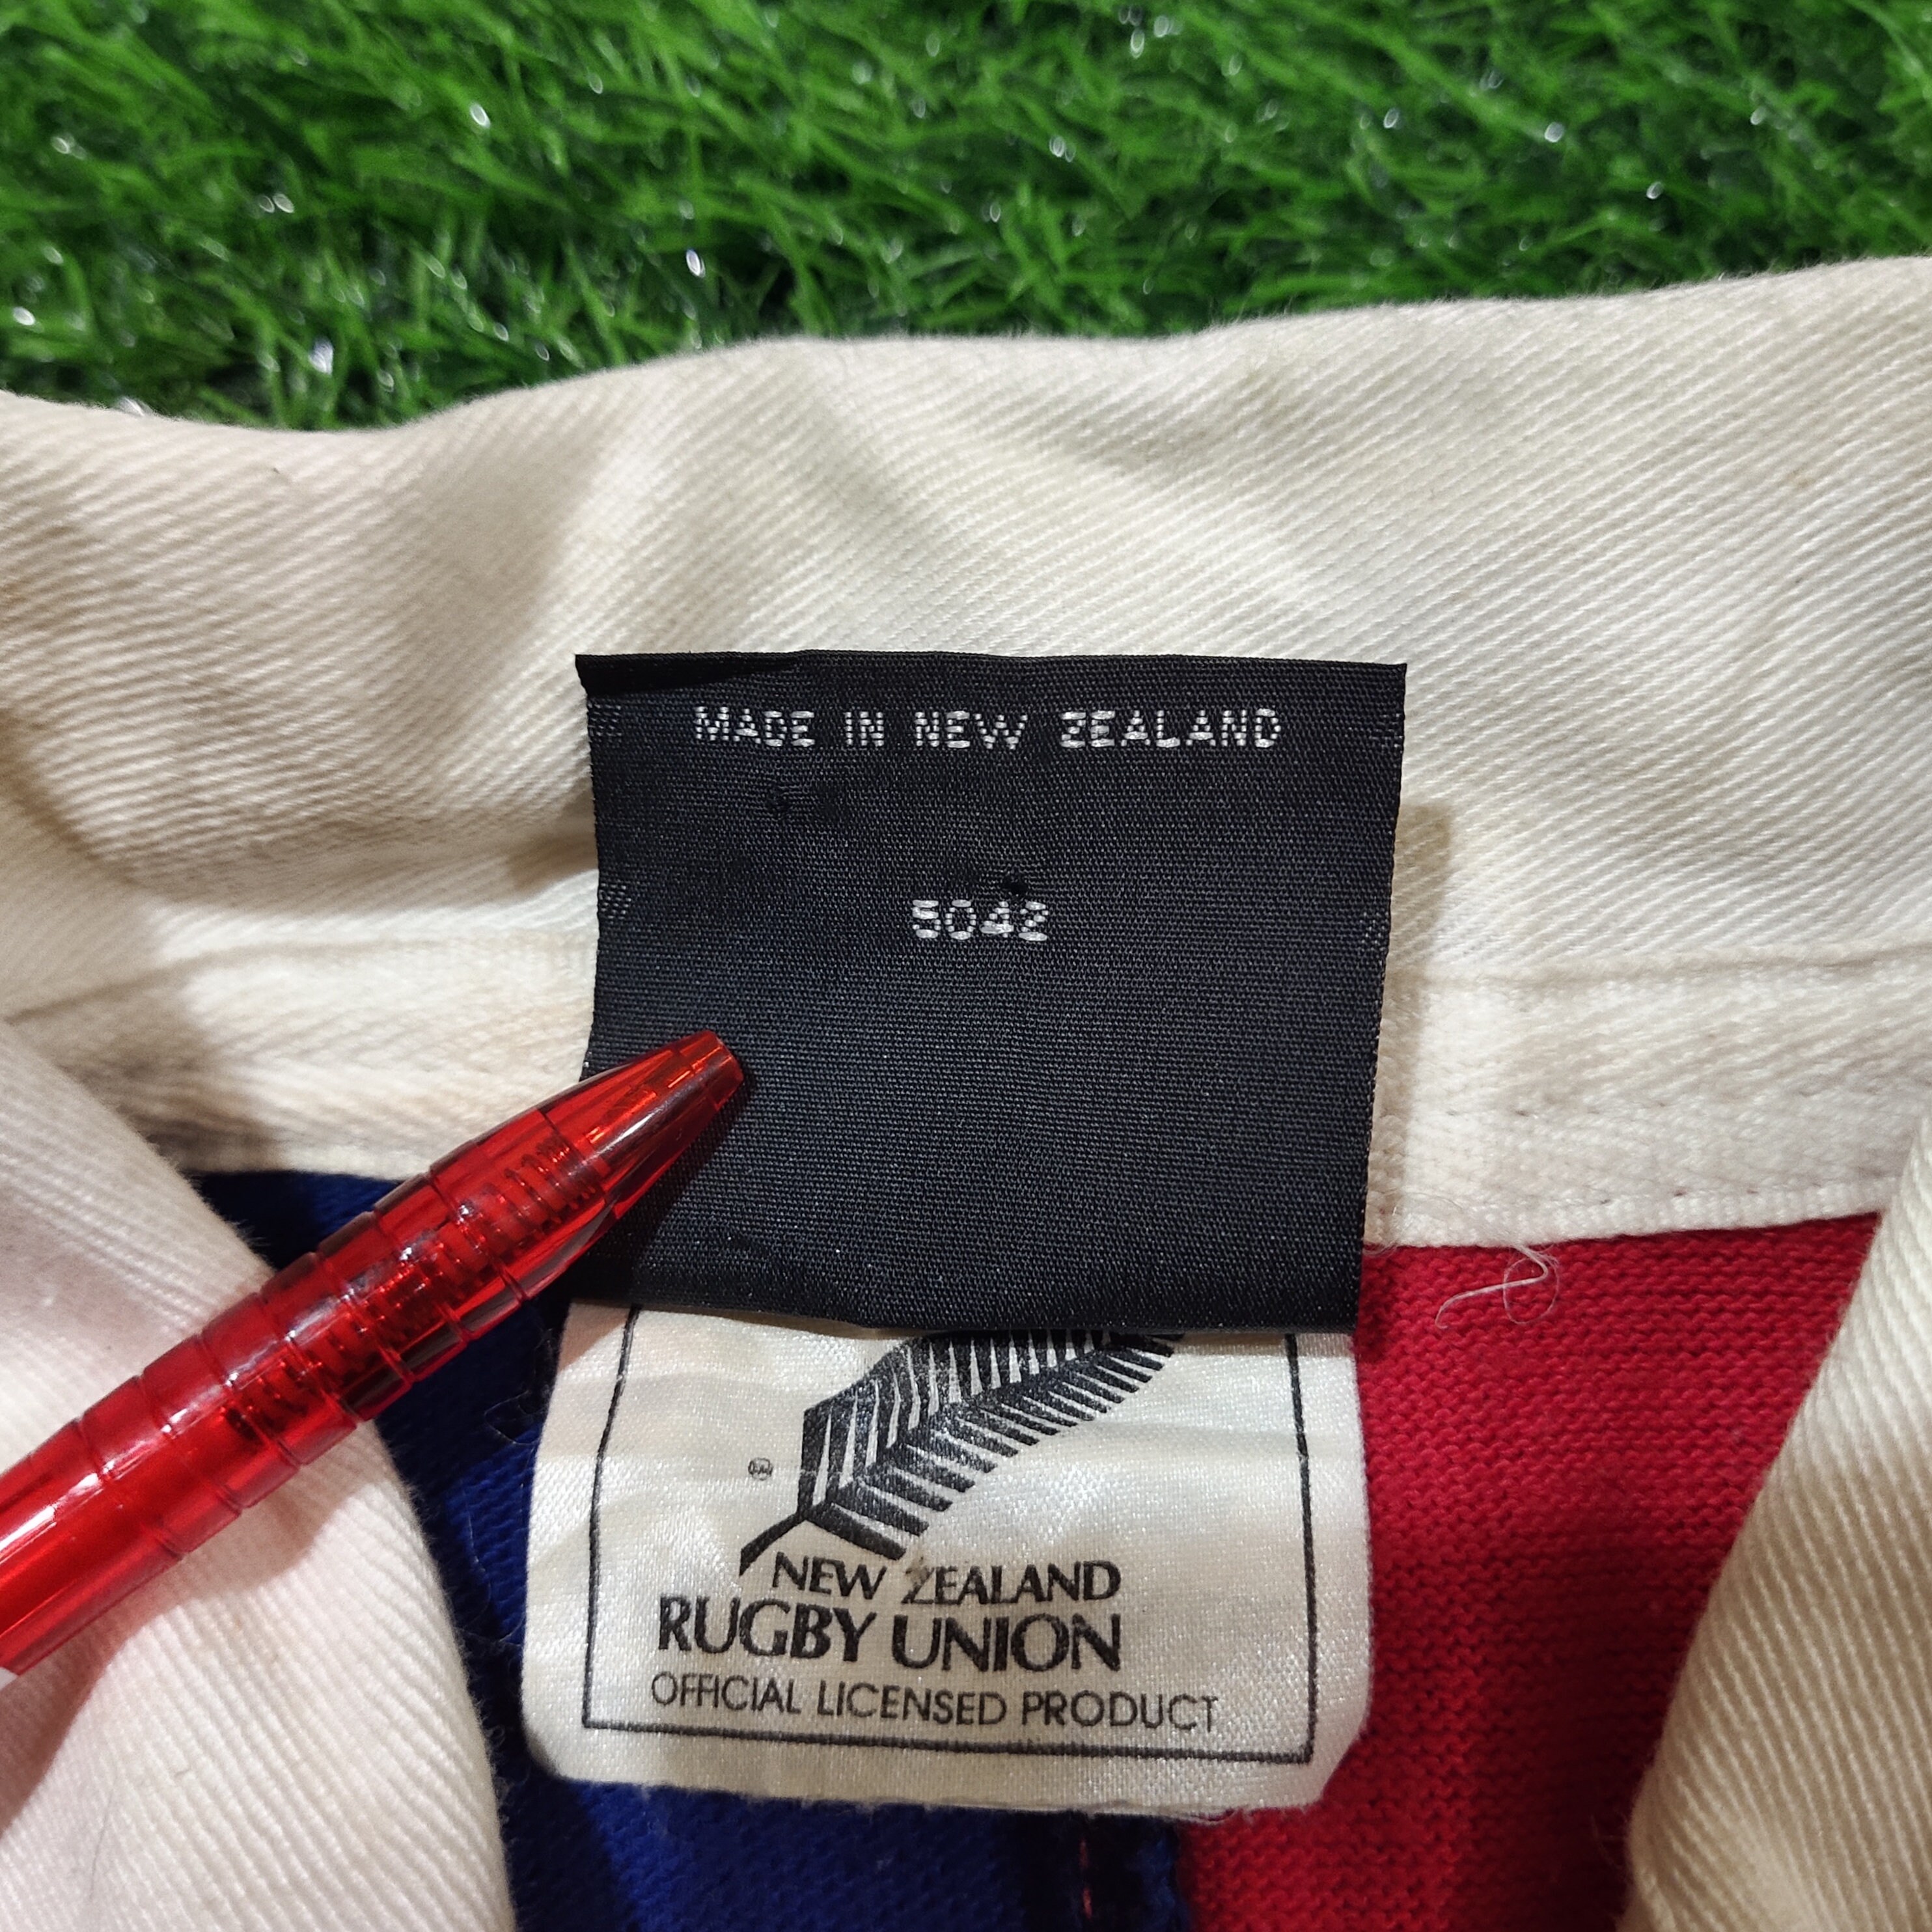 MADE IN NEW ZEALAND
5042
NEW ZEALAND
RUGBY UNION
OFFICIAL LICENSED PRODUCT